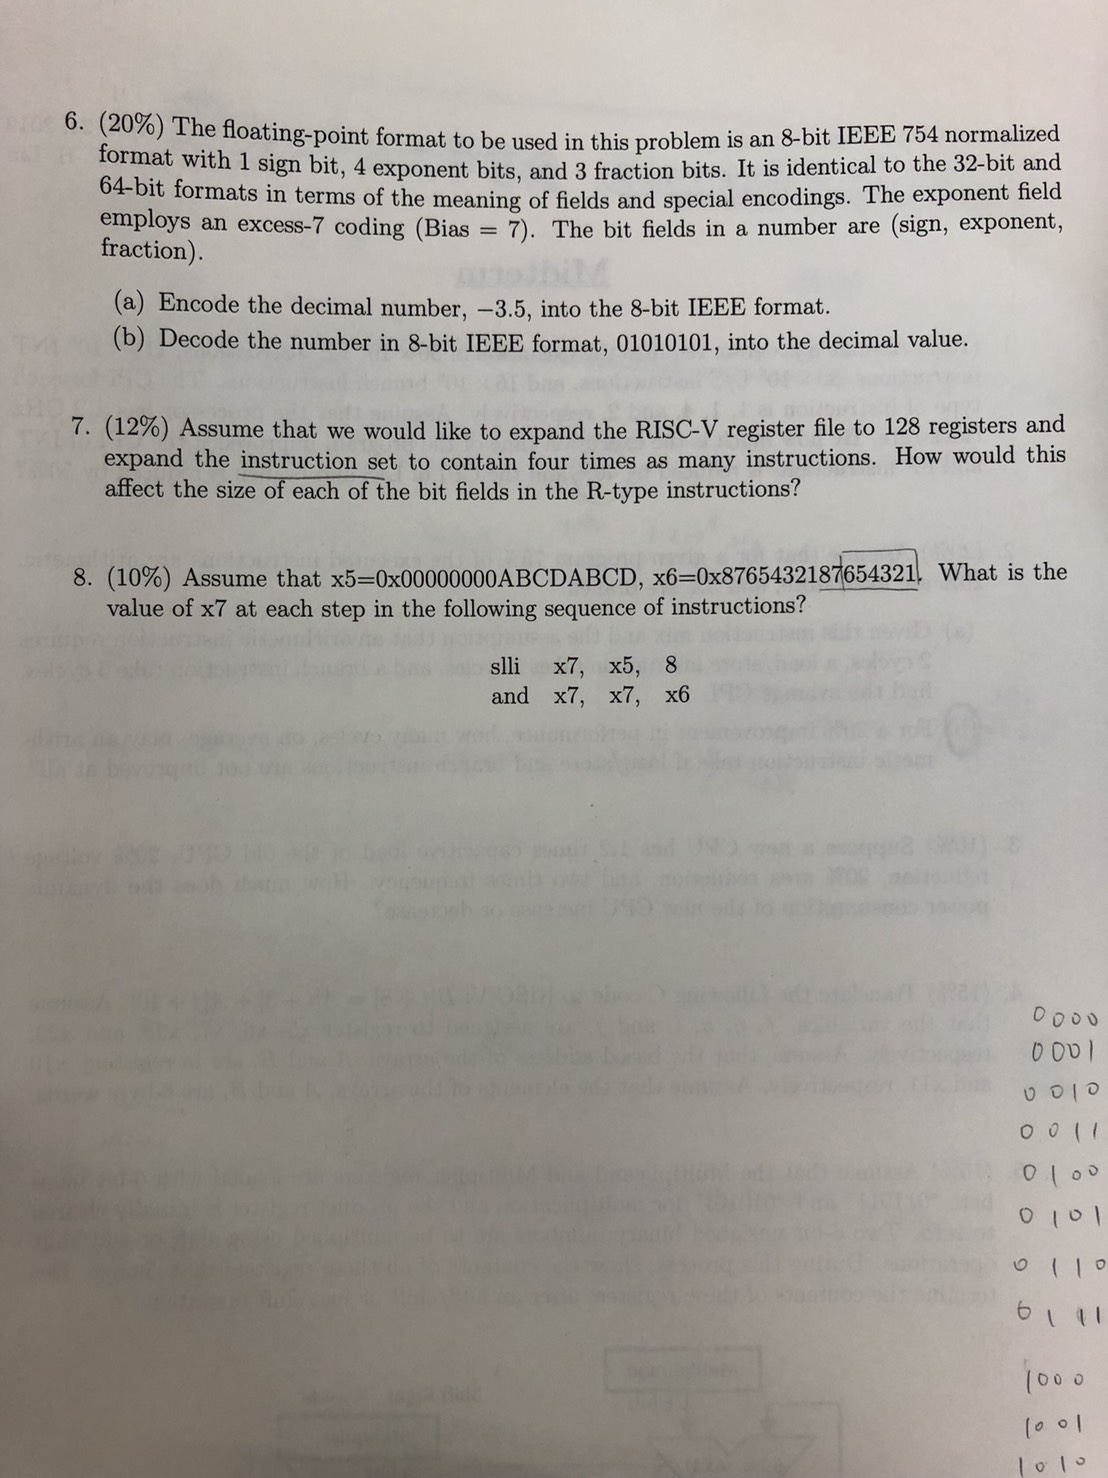 6. (20%) The floating-point format to be used in this problem is an 8-bit IEEE 754 normalized
format with 1 sign bit, 4 exponent bits, and 3 fraction bits. It is identical to the 32-bit and
64-bit formats in terms of the meaning of fields and special encodings. The exponent field
employs an excess-7 coding (Bias = 7). The bit fields in a number are (sign, exponent,
fraction).
(a) Encode the decimal number, −3.5, into the 8-bit IEEE format.
(b) Decode the number in 8-bit IEEE format, 01010101, into the decimal value.
7. (12%) Assume that we would like to expand the RISC-V register file to 128 registers and
expand the instruction set to contain four times as many instructions. How would this
affect the size of each of the bit fields in the R-type instructions?
8. (10%) Assume that x5=0x00000000ABCDABCD, x6=0x8765432187654321. What is the
value of x7 at each step in the following sequence of instructions?
slli x7, x5, 8
and x7, x7, x6
0000
0001
0010
0011
0100
0101
0110
0111
1000
1001
1010